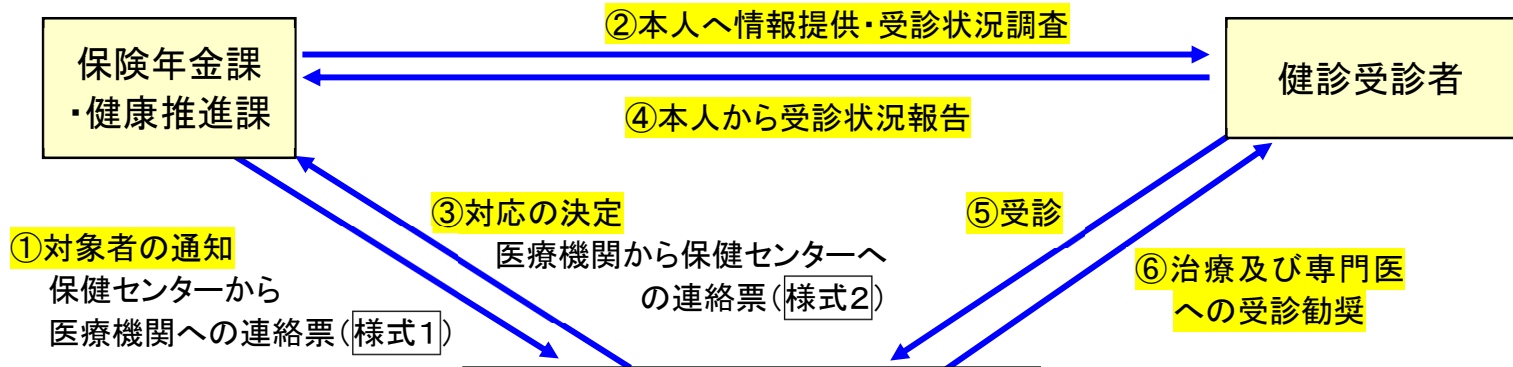 ②本人へ情報提供・受診状況調査
保険年金課
・健康推進課
健診受診者
④本人から受診状況報告
③対応の決定
医療機関から保健センターへ
の連絡票(様式2)
⑤受診
①対象者の通知
保健センターから
医療機関への連絡票(様式1)
⑥治療及び専門医
への受診勧奨